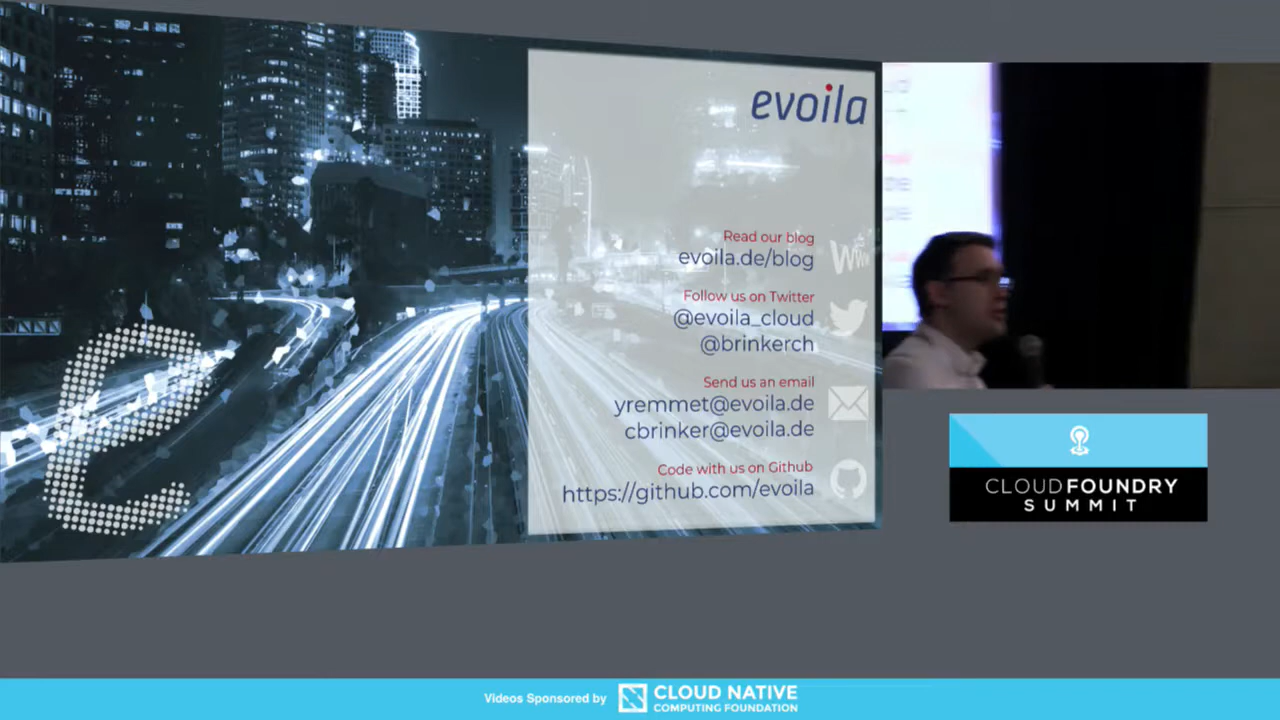 evoila
Read our blog
evoila.de/blog
Www
Follow us on Twitter
@evoila_cloud
@brinkerch
Send us an email
yremmet@evoila.de
cbrinker@evoila.de
Code with us on Github
https://github.com/evoila
CLOUDFOUNDRY
SUMMIT
Videos Sponsored by
CLOUD NATIVE
COMPUTING FOUNDATION